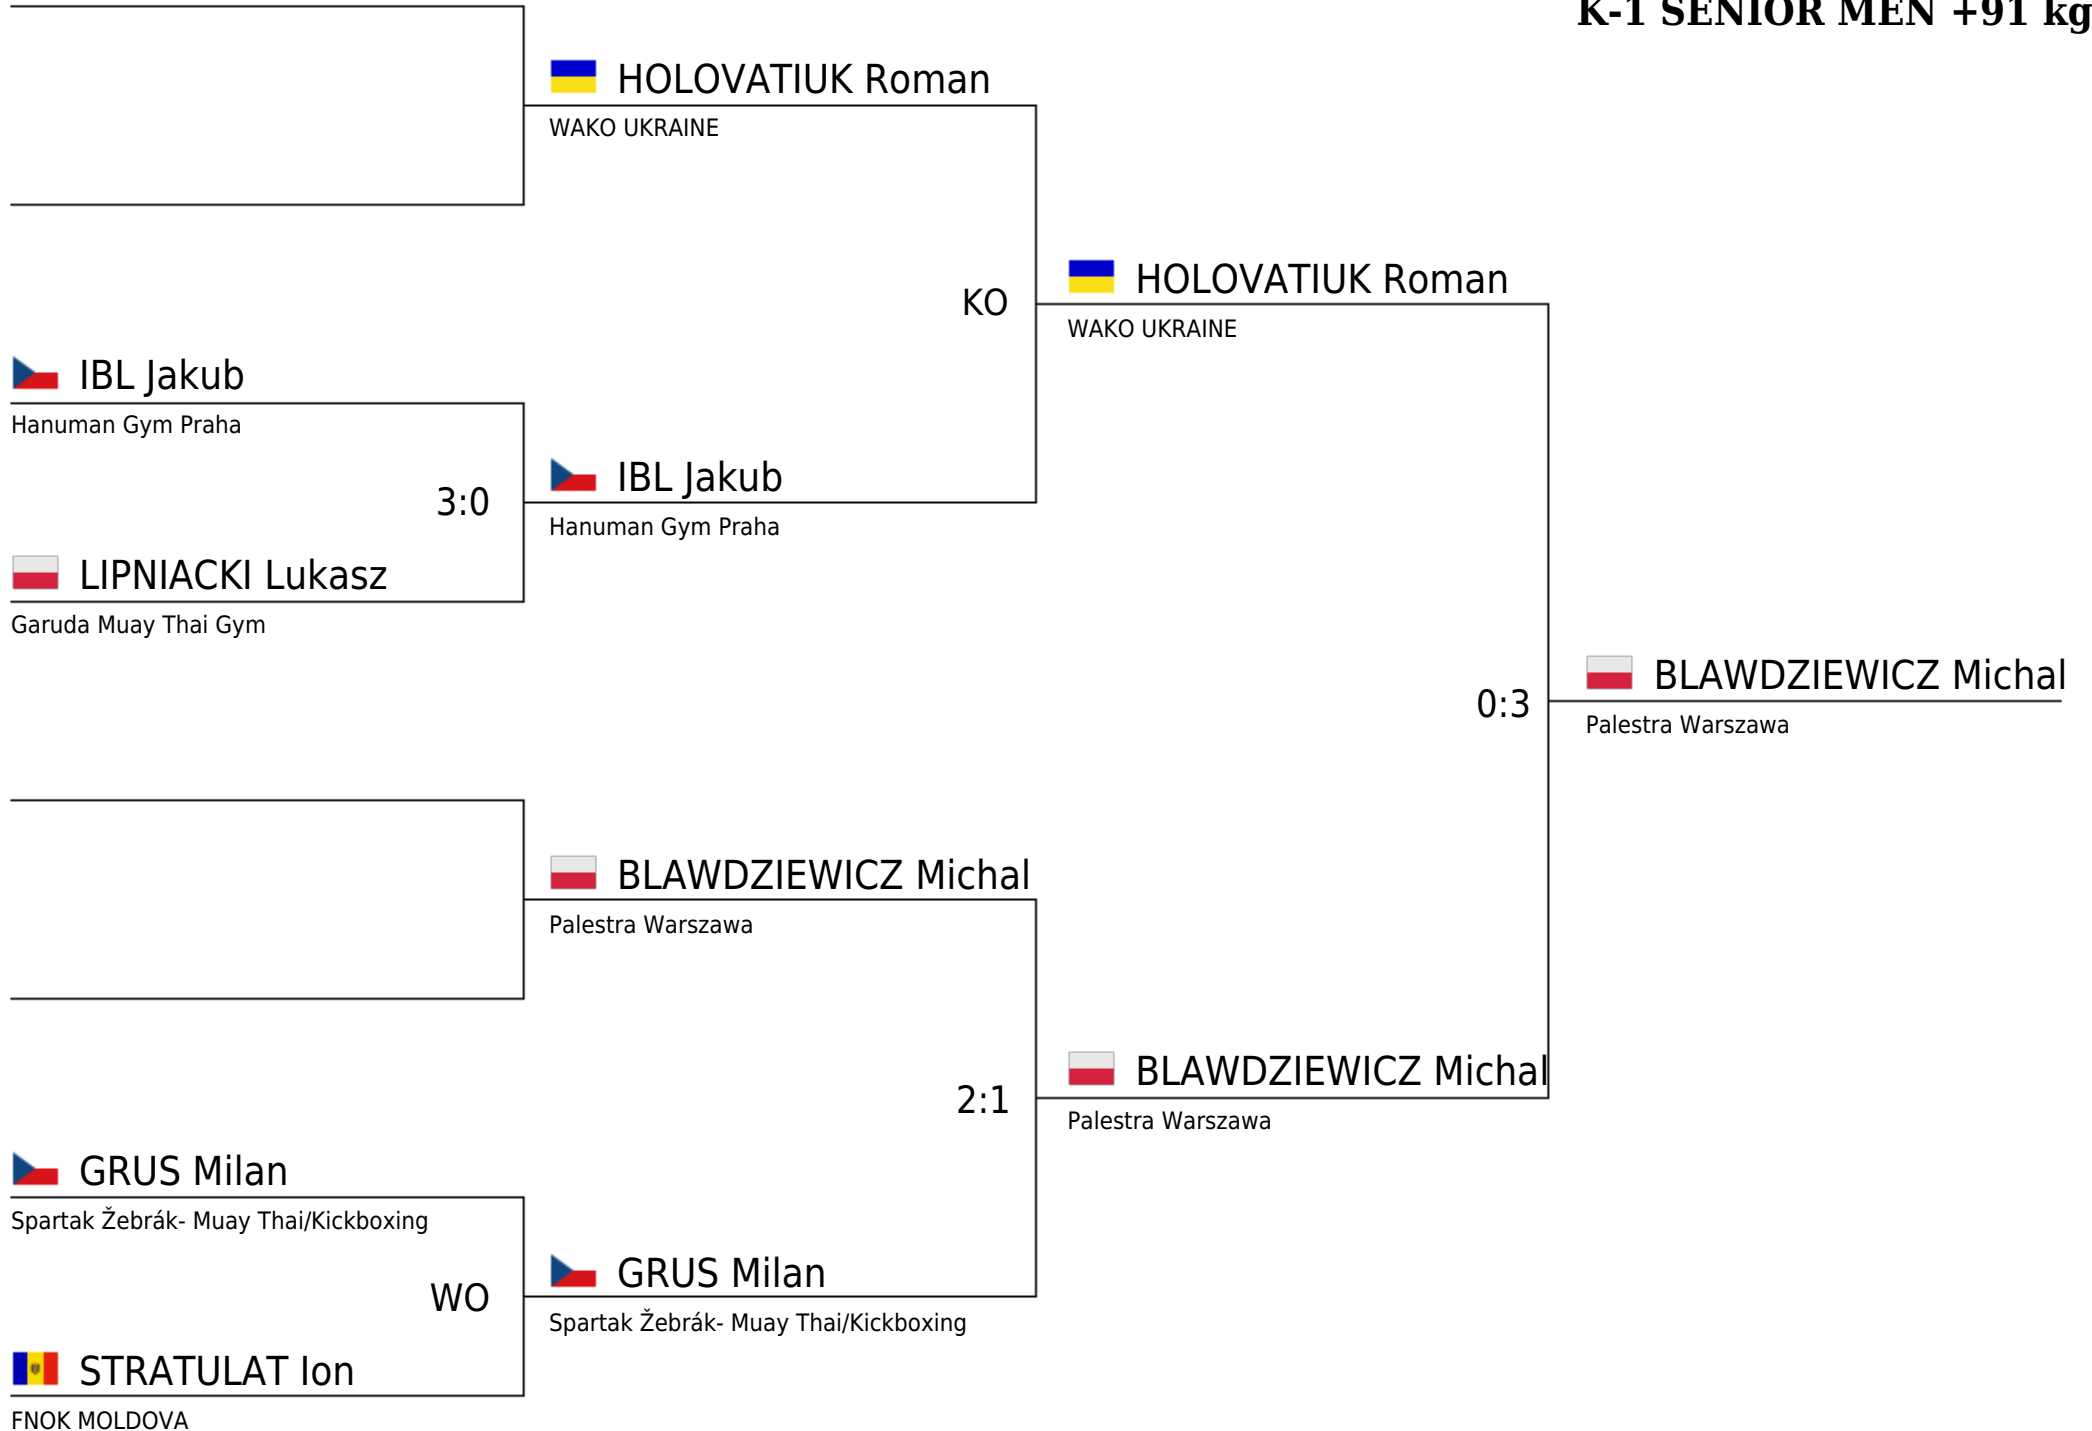 K-1 SENIOR MEN +91 kg
HOLOVATIUK Roman
WAKO UKRAINE
KO
HOLOVATIUK Roman
WAKO UKRAINE
IBL Jakub
Hanuman Gym Praha
3:0
IBL Jakub
Hanuman Gym Praha
LIPNIACKI Lukasz
Garuda Muay Thai Gym
0:3
BLAWDZIEWICZ Michal
Palestra Warszawa
BLAWDZIEWICZ Michal
Palestra Warszawa
2:1
BLAWDZIEWICZ Michal
Palestra Warszawa
GRUS Milan
Spartak Žebrák- Muay Thai/Kickboxing
WO
GRUS Milan
Spartak Žebrák- Muay Thai/Kickboxing
STRATULAT Ion
FNOK MOLDOVA